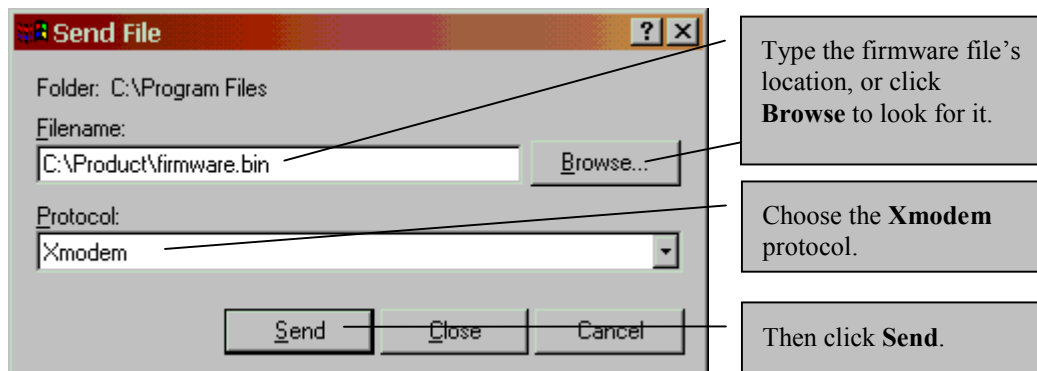 Send File
Folder: C:\Program Files
Filename:
C:\Product\firmware.bin
Browse...
Protocol:
Xmodem
Send
Close
Cancel
Type the firmware file’s
location, or click
Browse to look for it.
Choose the Xmodem
protocol.
Then click Send.